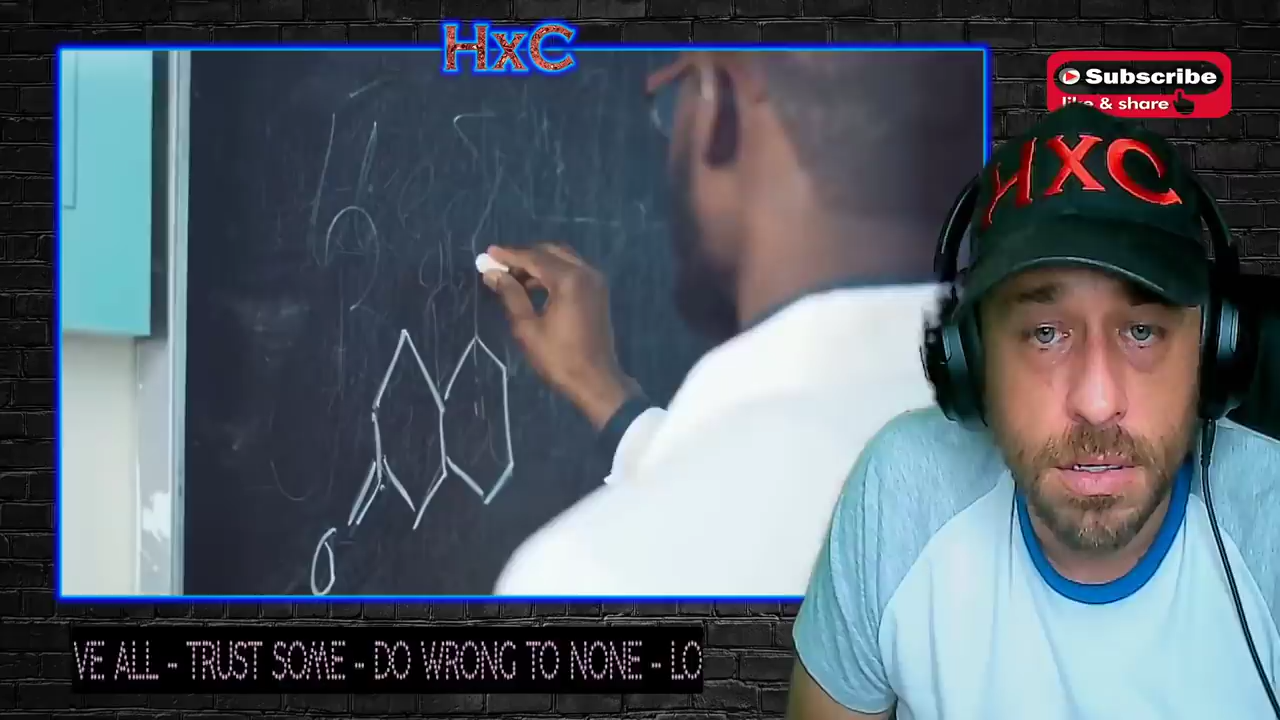 HxC
Subscribe
like & share
HXC
O
VE ALL - TRUST SOME - DO WRONG TO NONE - LO